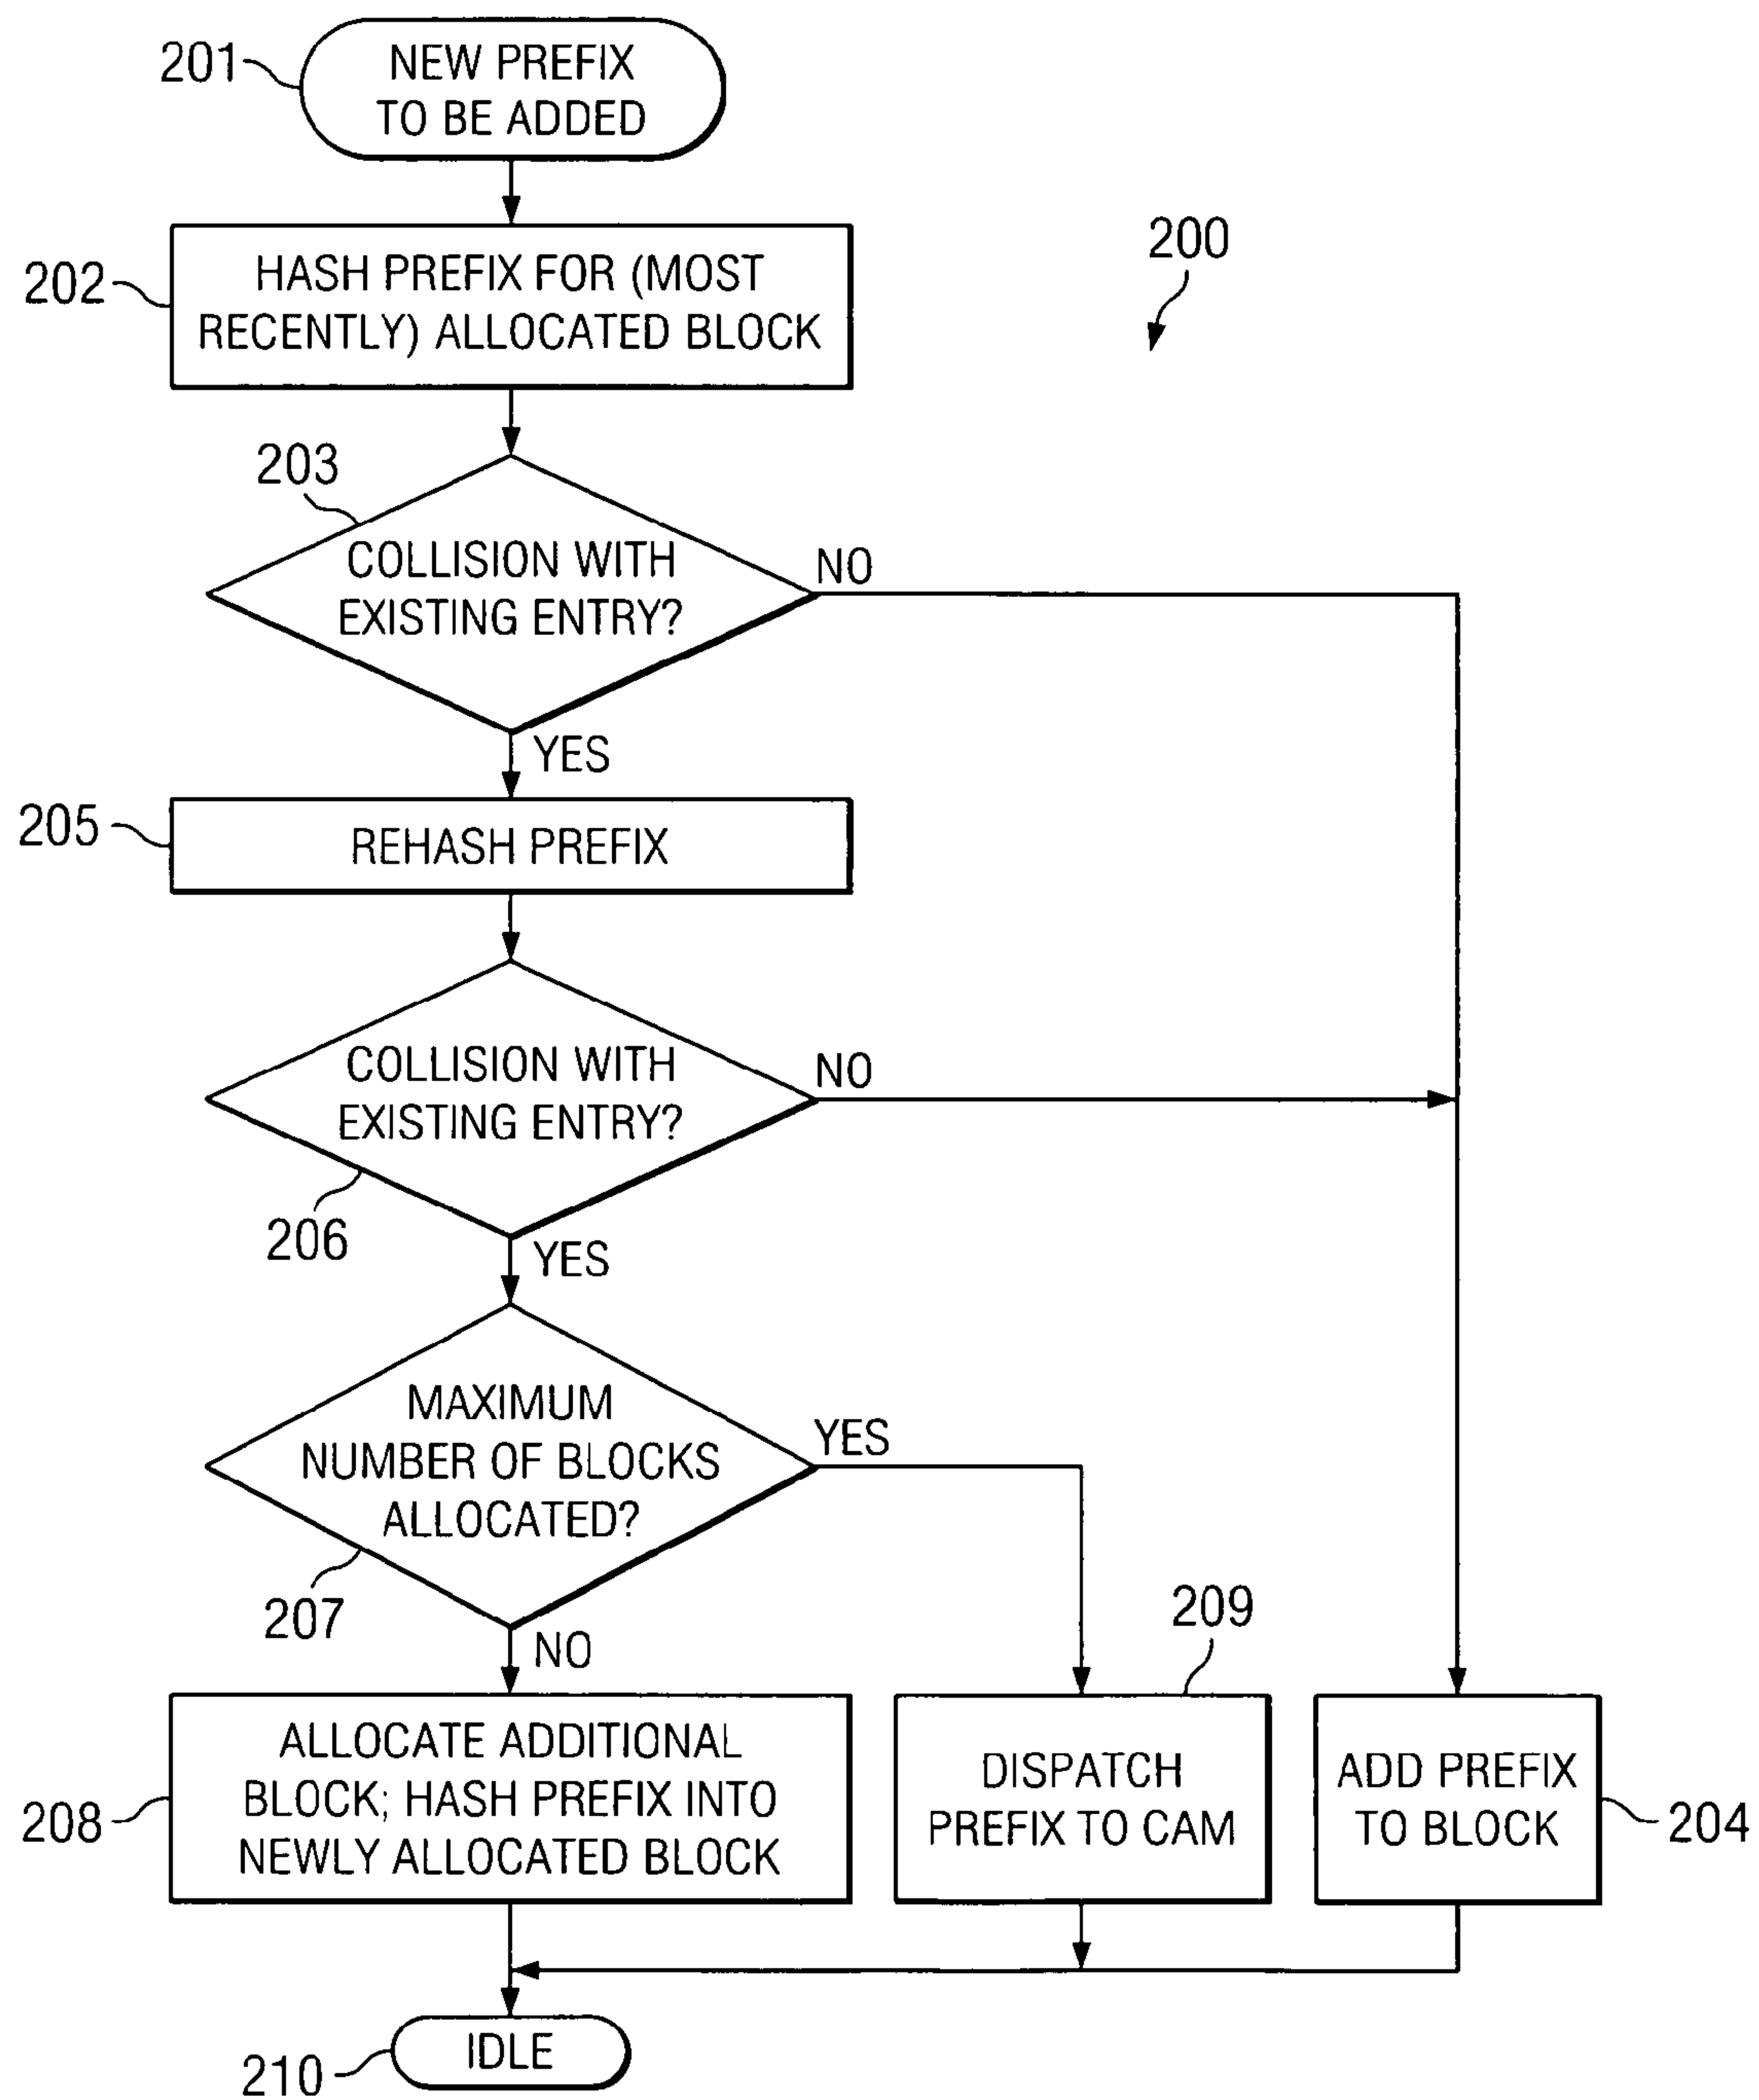 201
NEW PREFIX
TO BE ADDED
200
202
HASH PREFIX FOR (MOST
RECENTLY) ALLOCATED BLOCK
203
COLLISION WITH
EXISTING ENTRY?
NO
YES
205
REHASH PREFIX
COLLISION WITH
EXISTING ENTRY?
NO
206
YES
MAXIMUM
NUMBER OF BLOCKS
ALLOCATED?
YES
207
NO
209
208
ALLOCATE ADDITIONAL
BLOCK; HASH PREFIX INTO
NEWLY ALLOCATED BLOCK
DISPATCH
PREFIX TO CAM
ADD PREFIX
TO BLOCK
204
IDLE
210